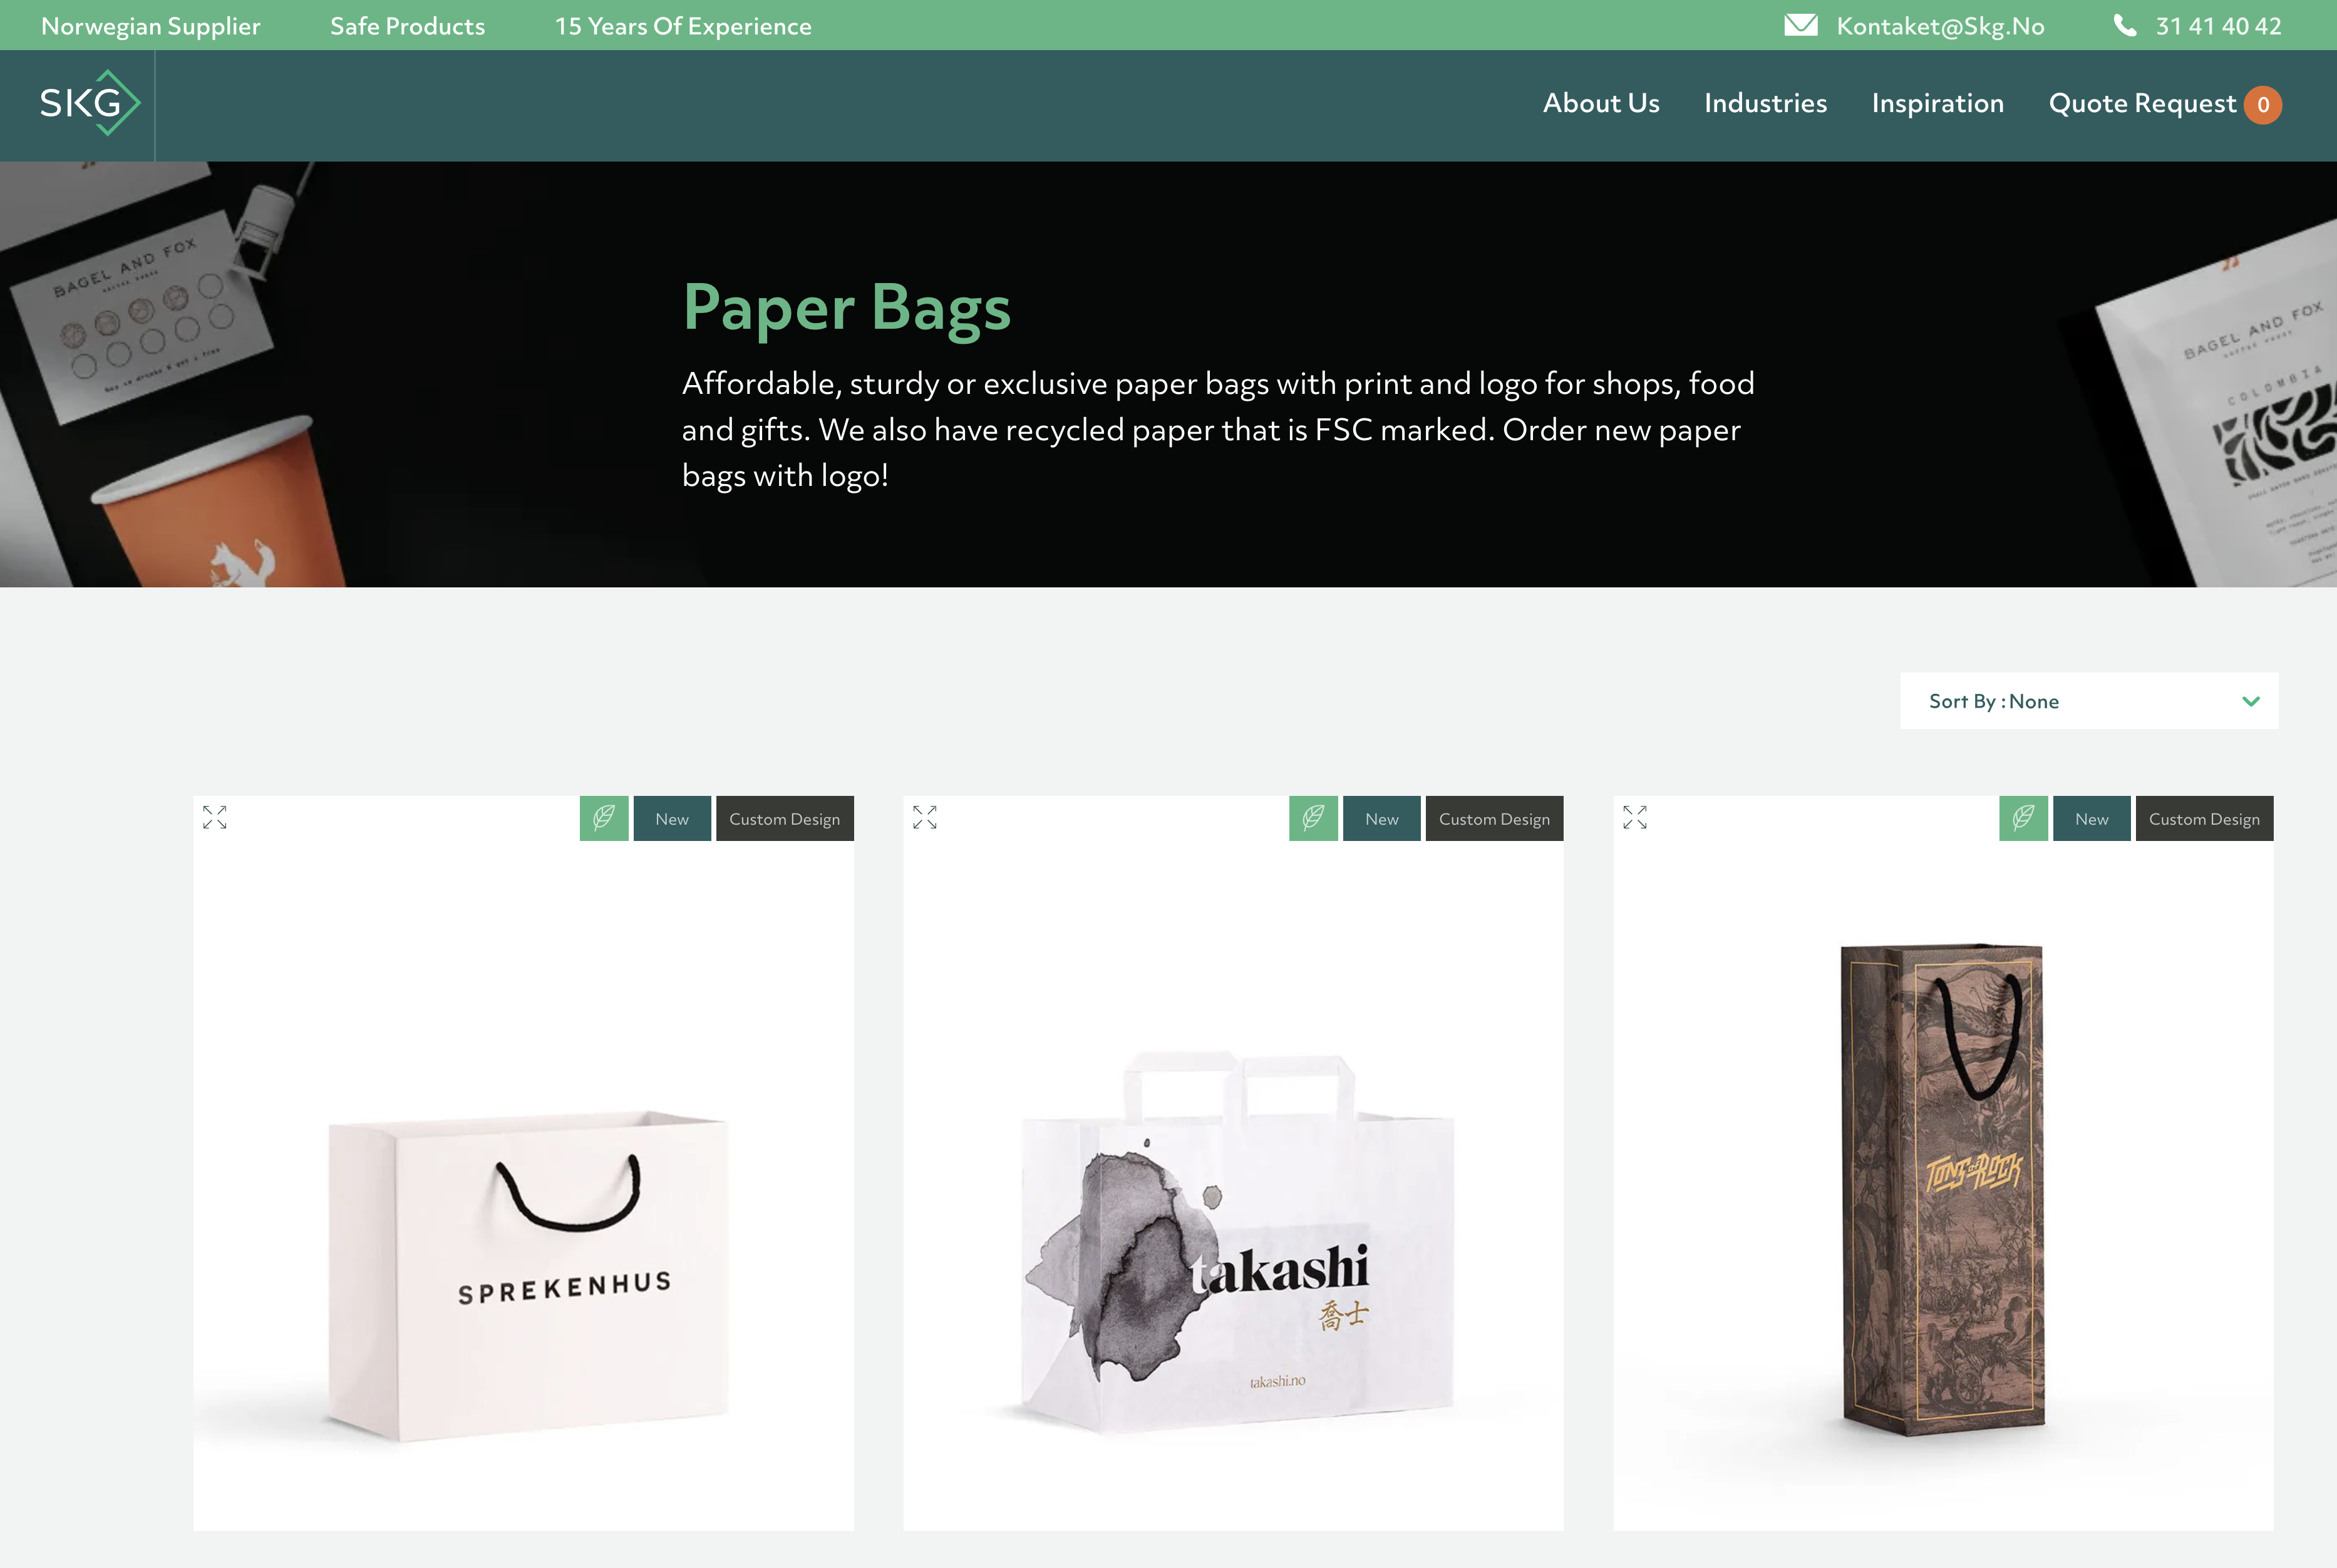 Norwegian Supplier
Safe Products
15 Years Of Experience
Kontaket@Skg.No
31 41 40 42
SKG
About Us
Industries
Inspiration
Quote Request
0
BAGEL AND FOX
Paper Bags
Affordable, sturdy or exclusive paper bags with print and logo for shops, food
and gifts. We also have recycled paper that is FSC marked. Order new paper
bags with logo!
BAGEL AND FOX
COLOMBIA
Sort By : None
New
Custom Design
New
Custom Design
New
Custom Design
SPREKENHUS
takashi
喬士
takashi.no
TONS OF ROCK